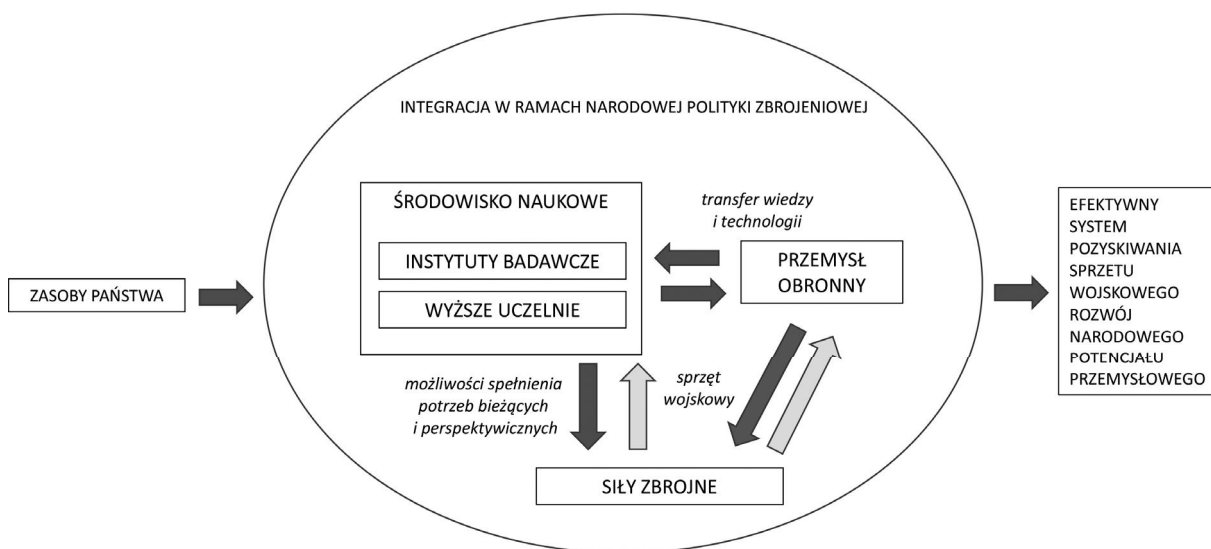 INTEGRACJA W RAMACH NARODOWEJ POLITYKI ZBROJENIOWEJ
ZASOBY PAŃSTWA
ŚRODOWISKO NAUKOWE
INSTYTUTY BADAWCZE
WYŻSZE UCZELNIE
transfer wiedzy
i technologii
PRZEMYSŁ
OBRONNY
możliwości spełnienia
potrzeb bieżących
i perspektywicznych
sprzęt
wojskowy
SIŁY ZBROJNE
EFEKTYWNY
SYSTEM
POZYSKIWANIA
SPRZETU
WOJSKOWEGO
ROZWÓJ
NARODOWEGO
POTENCJAŁU
PRZEMYSŁOWEGO